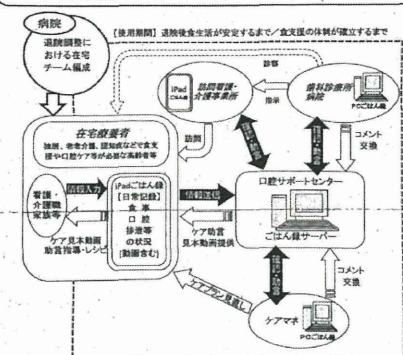 病院
退院調整に
おける在宅
チーム編成
【使用期間】退院後食生活が安定するまで／食支援の体制が確立するまで
診察
iPad
ごはん録
訪問看護・
介護事業所
指示
歯科診療所
病院
PCごはん録
訪問
コメント
交換
在宅療養者
独居、老老介護、認知症などで食支
援や口腔ケア等が必要な高齢者等
看護・
介護職
家族等
情報入力
iPadごはん録
【日常記録】
食 事
口 腔
排泄等
の状況
[動画含む]
情報送信
ケア見本動画
助言指導・レシピ
ケア助言
見本動画提供
口腔サポートセンター
ごはん録サーバー
ケアプラン見直し
コメント
交換
ケアマネ
PCごはん録